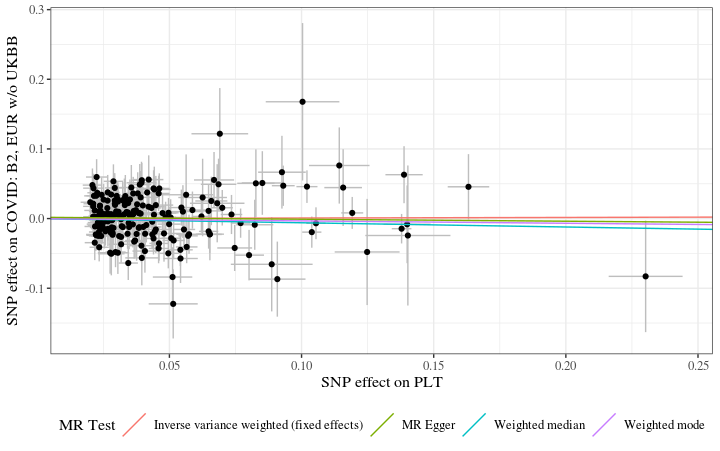 SNP effect on COVID: B2, EUR w/o UKBB
0.3
0.2
0.1
0.0
-0.1
0.05 0.10 0.15 0.20 0.25
SNP effect on PLT
MR Test Inverse variance weighted (fixed effects) MR Egger Weighted median Weighted mode